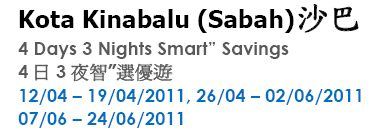 Kota Kinabalu (Sabah)沙巴
4 Days 3 Nights Smart” Savings
4 日 3 夜智”選優遊
12/04 – 19/04/2011, 26/04 – 02/06/2011
07/06 – 24/06/2011